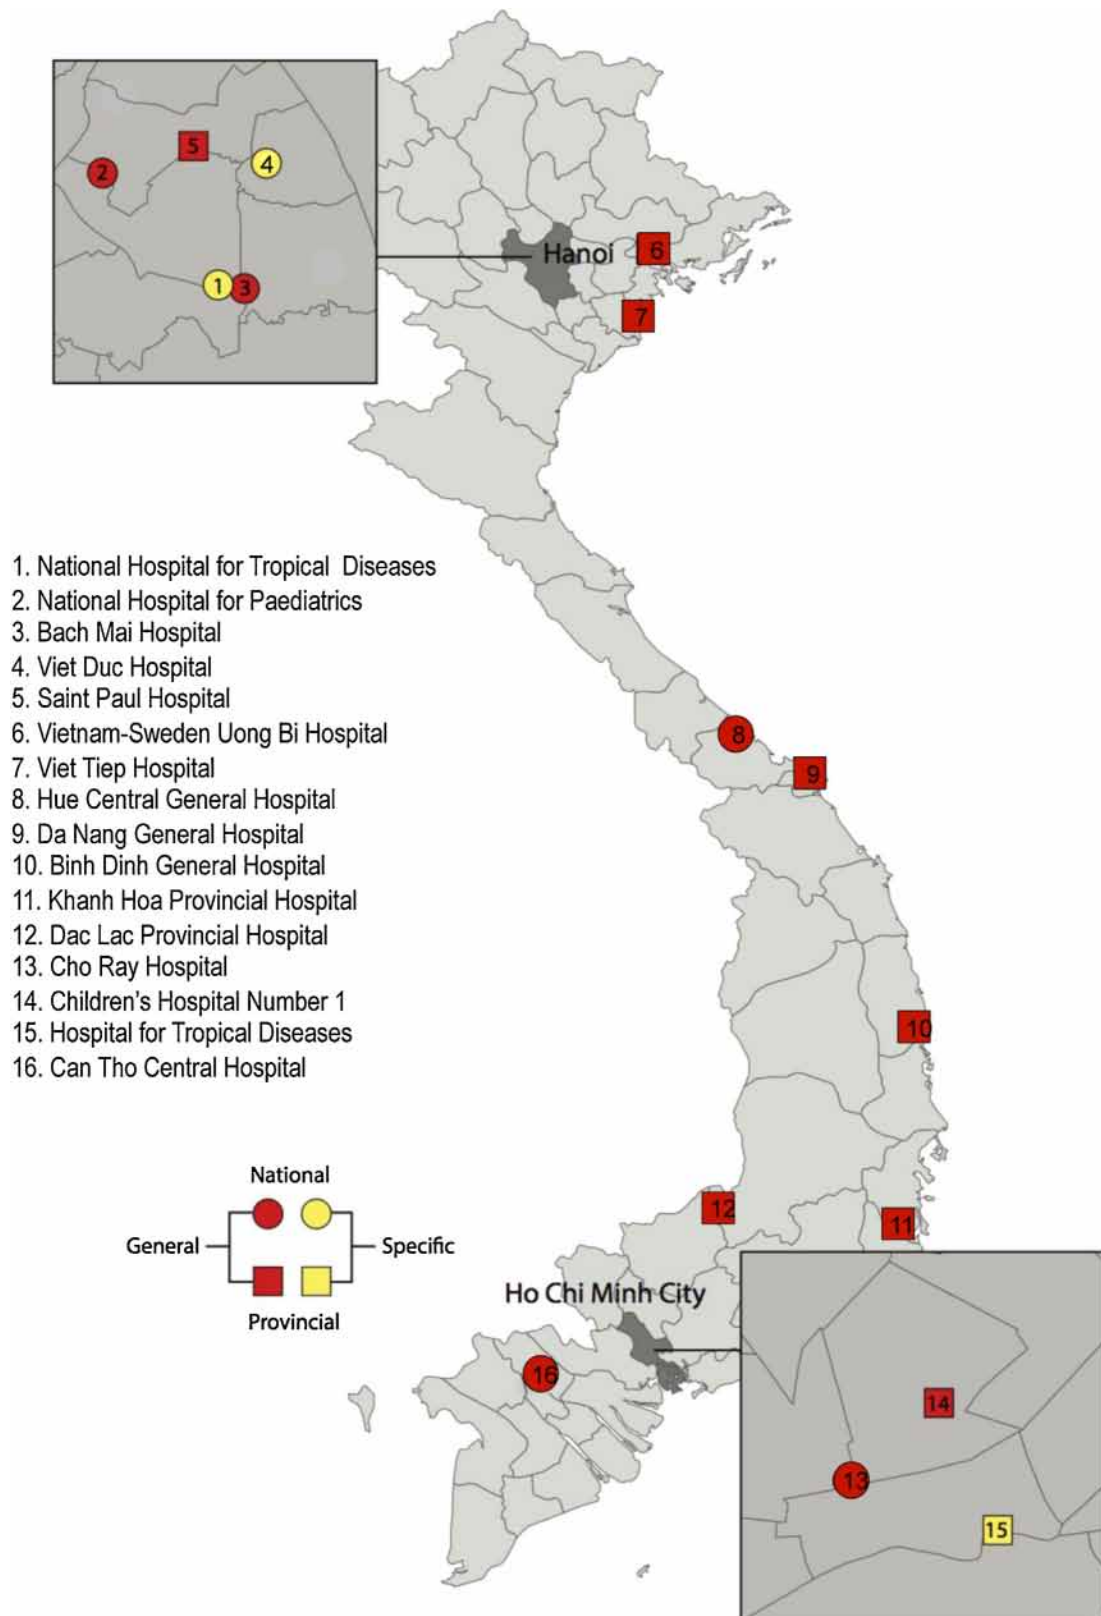 5
2
4
1
3
Hanoi
6
7
1. National Hospital for Tropical Diseases
2. National Hospital for Paediatrics
3. Bach Mai Hospital
4. Viet Duc Hospital
5. Saint Paul Hospital
6. Vietnam-Sweden Uong Bi Hospital
7. Viet Tiep Hospital
8. Hue Central General Hospital
9. Da Nang General Hospital
10. Binh Dinh General Hospital
11. Khanh Hoa Provincial Hospital
12. Dac Lac Provincial Hospital
13. Cho Ray Hospital
14. Children's Hospital Number 1
15. Hospital for Tropical Diseases
16. Can Tho Central Hospital
8
9
10
12
11
National
General
Specific
Provincial
Ho Chi Minh City
16
14
13
15